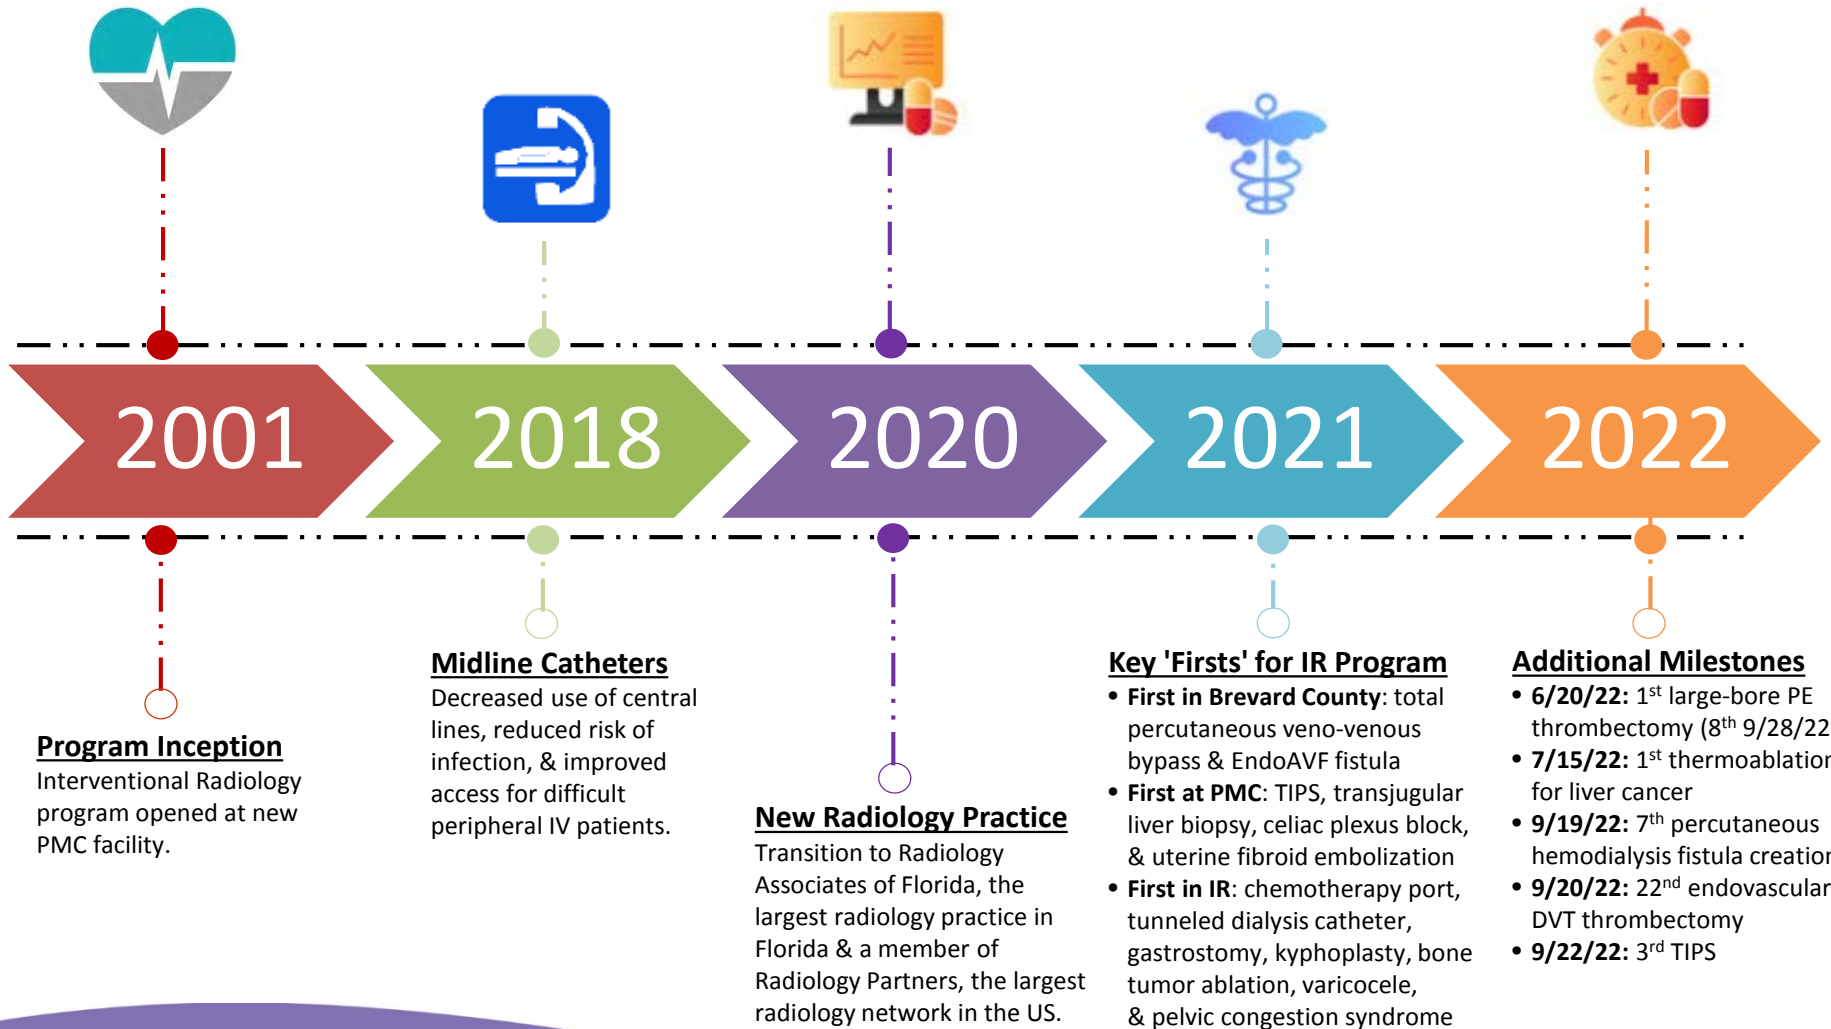 2001
2018
2020
2021
2022
Program Inception
Interventional Radiology
program opened at new
PMC facility.
Midline Catheters
Decreased use of central
lines, reduced risk of
infection, & improved
access for difficult
peripheral IV patients.
New Radiology Practice
Transition to Radiology
Associates of Florida, the
largest radiology practice in
Florida & a member of
Radiology Partners, the largest
radiology network in the US.
Key 'Firsts' for IR Program
• First in Brevard County: total
percutaneous veno-venous
bypass & EndoAVF fistula
• First at PMC: TIPS, transjugular
liver biopsy, celiac plexus block,
& uterine fibroid embolization
• First in IR: chemotherapy port,
tunneled dialysis catheter,
gastrostomy, kyphoplasty, bone
tumor ablation, varicocele,
& pelvic congestion syndrome
Additional Milestones
• 6/20/22: 1st large-bore PE
thrombectomy (8th 9/28/22
• 7/15/22: 1st thermoablation
for liver cancer
• 9/19/22: 7th percutaneous
hemodialysis fistula creation
• 9/20/22: 22nd endovascular
DVT thrombectomy
• 9/22/22: 3rd TIPS